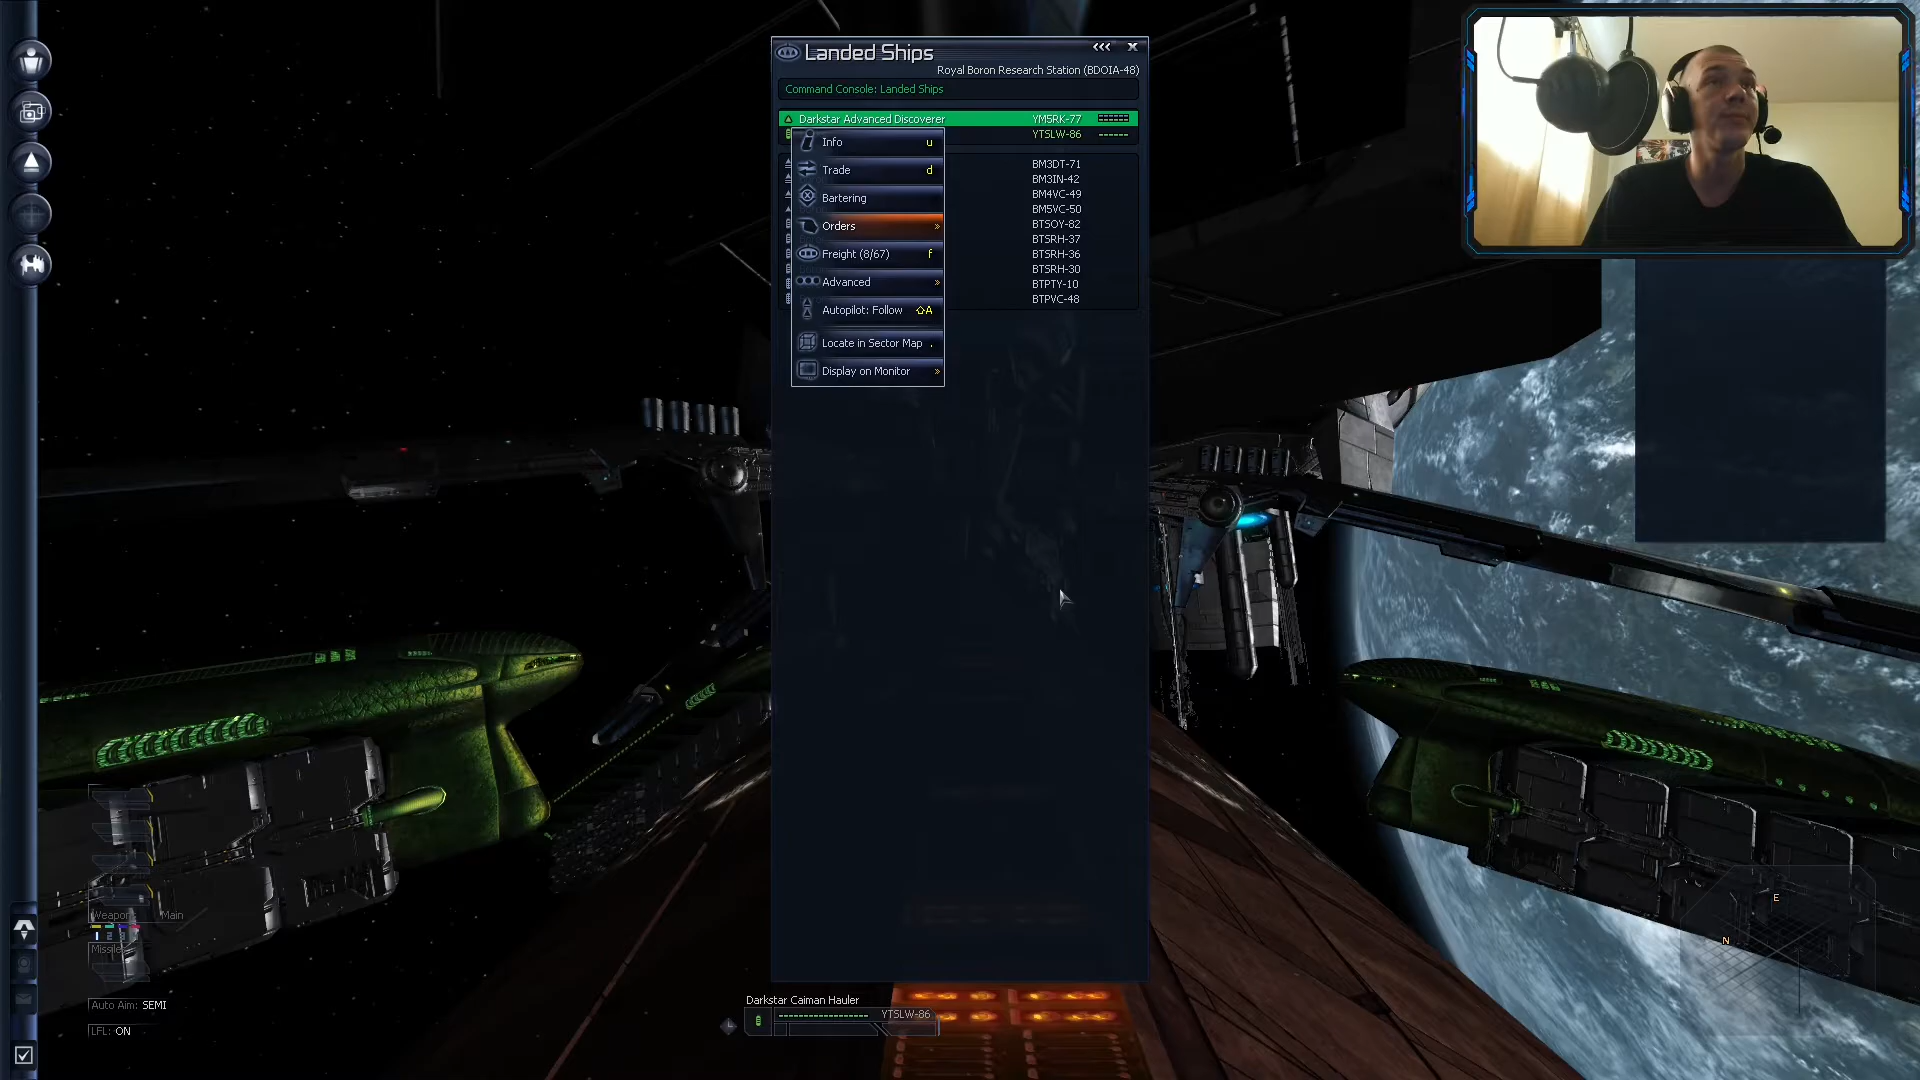 Landed Ships
Royal Boron Research Station (BDOIA-48)
Command Console: Landed Ships
Darkstar Advanced Discoverer YM5RK-77
YTSLW-86
Info u
Trade d
Bartering
Orders »
Freight (8/67) f
Advanced »
Autopilot: Follow ⇧A
Locate in Sector Map .
Display on Monitor »
BM3DT-71
BM3IN-42
BM4VC-49
BM5VC-50
BTSOY-82
BTSRH-37
BTSRH-36
BTSRH-30
BTPTY-10
BTPVC-48
Weapons Main
1 2
Missile
Auto Aim: SEMI
LFL: ON
Darkstar Caiman Hauler
YTSLW-86
E
N